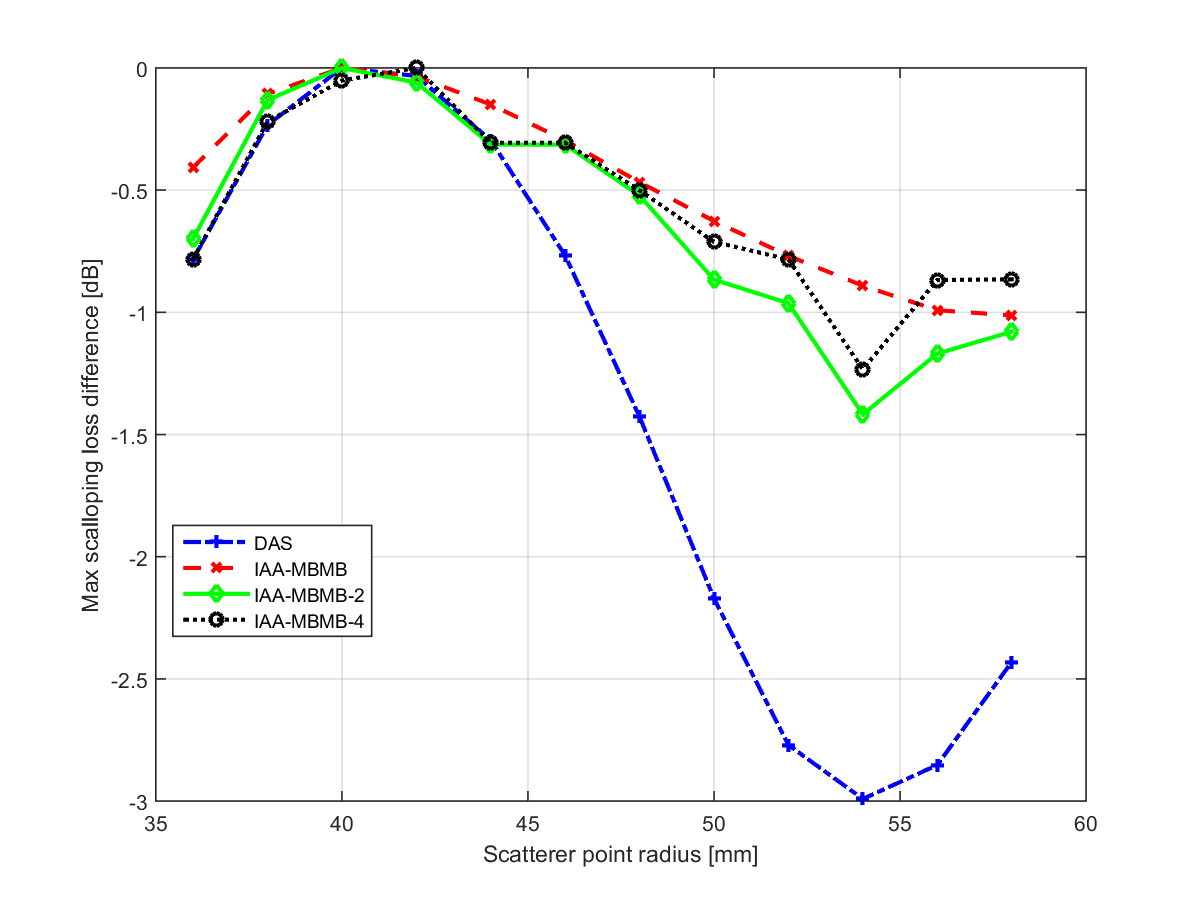 0
-0.5
-1
-1.5
-2
-2.5
-3
Max scalloping loss difference [dB]
DAS
IAA-MBMB
IAA-MBMB-2
IAA-MBMB-4
35 40 45 50 55 60
Scatterer point radius [mm]